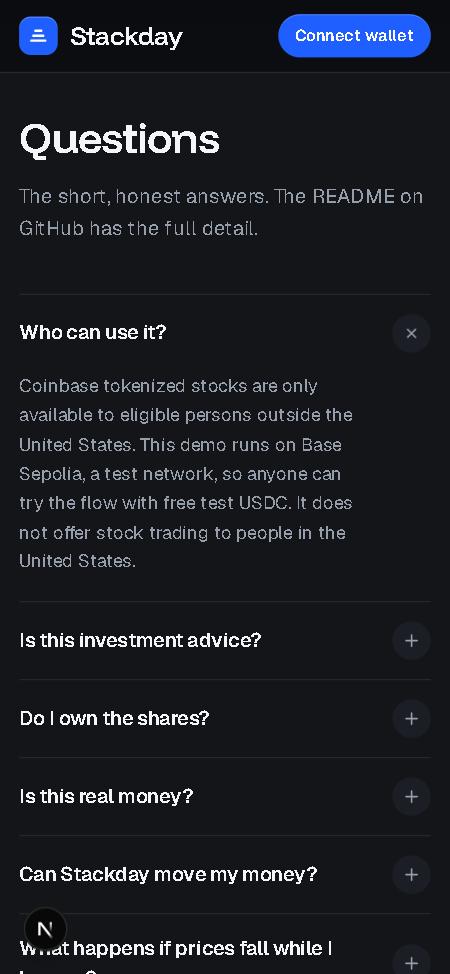 Stackday
Connect wallet
Questions
The short, honest answers. The README on
GitHub has the full detail.
Who can use it?
Coinbase tokenized stocks are only
available to eligible persons outside the
United States. This demo runs on Base
Sepolia, a test network, so anyone can
try the flow with free test USDC. It does
not offer stock trading to people in the
United States.
Is this investment advice?
Do I own the shares?
Is this real money?
Can Stackday move my money?
N
What happens if prices fall while I